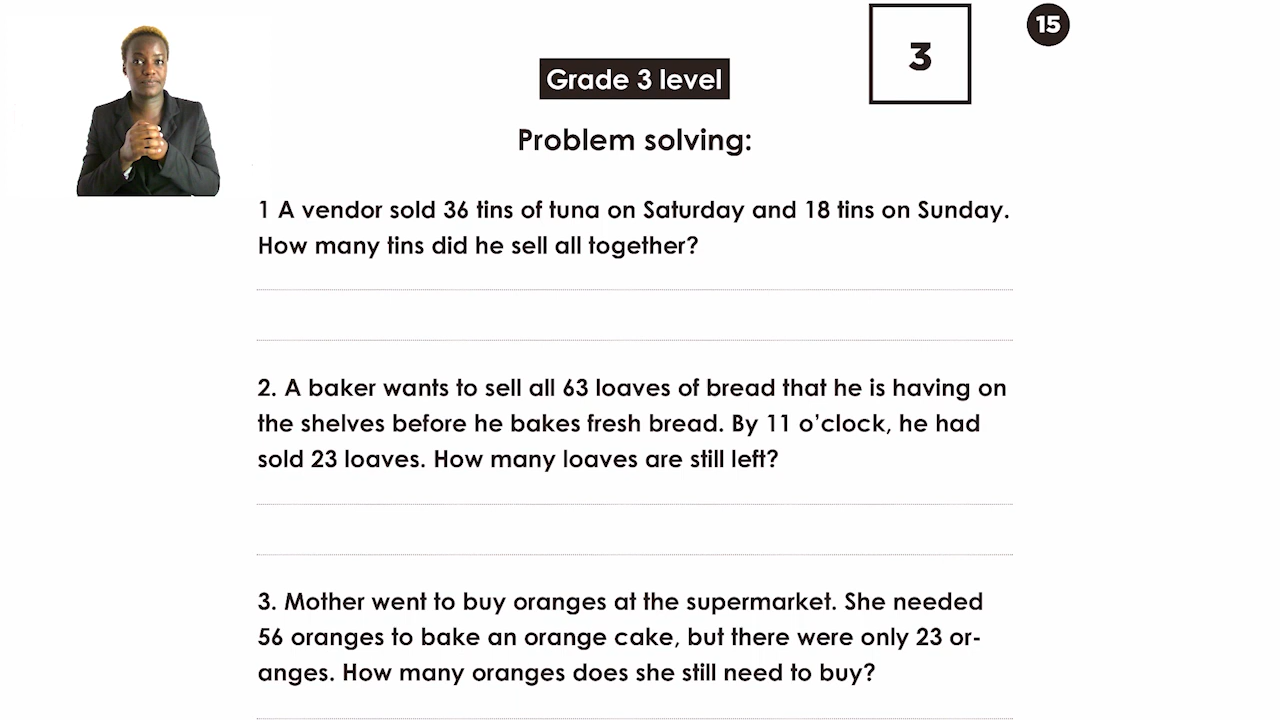 3
15
Grade 3 level
Problem solving:
1 A vendor sold 36 tins of tuna on Saturday and 18 tins on Sunday.
How many tins did he sell all together?
2. A baker wants to sell all 63 loaves of bread that he is having on
the shelves before he bakes fresh bread. By 11 o’clock, he had
sold 23 loaves. How many loaves are still left?
3. Mother went to buy oranges at the supermarket. She needed
56 oranges to bake an orange cake, but there were only 23 or-
anges. How many oranges does she still need to buy?